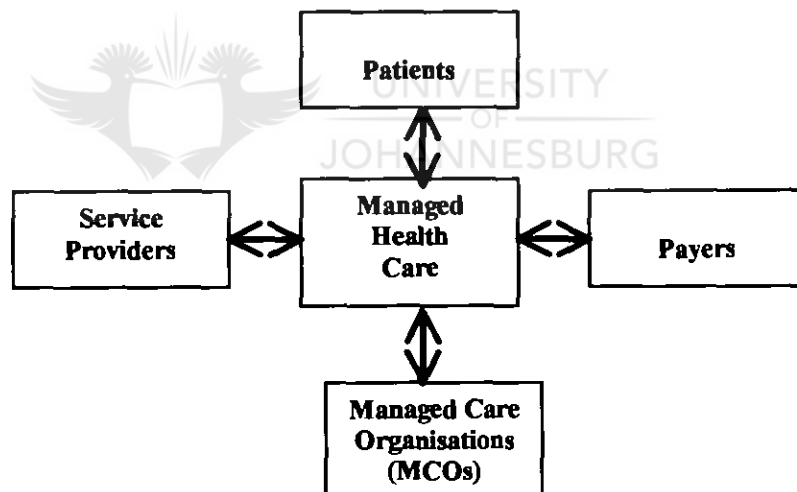 Patients
UNIVERSITY
OF
JOHANNESBURG
Service
Providers
Managed
Health
Care
Payers
Managed Care
Organisations
(MCOs)